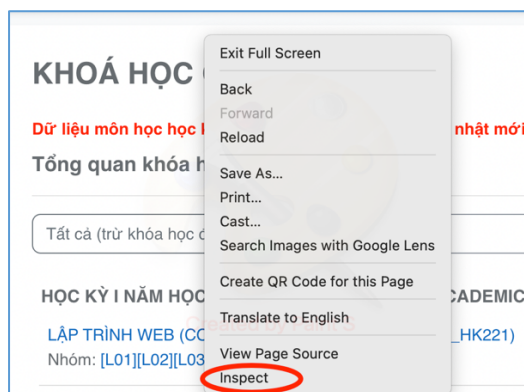 Exit Full Screen
KHOÁ HỌC
Back
Forward
Dữ liệu môn học học
nhật mới
Reload
Tổng quan khóa h
Save As...
Print...
Cast...
Tất cả (trừ khóa học
Search Images with Google Lens
Create QR Code for this Page
HỌC KỲ I NĂM HỌC
CADEMIC
Translate to English
LẬP TRÌNH WEB (CO
_HK221)
View Page Source
Nhóm: [L01][L02][L03
Inspect